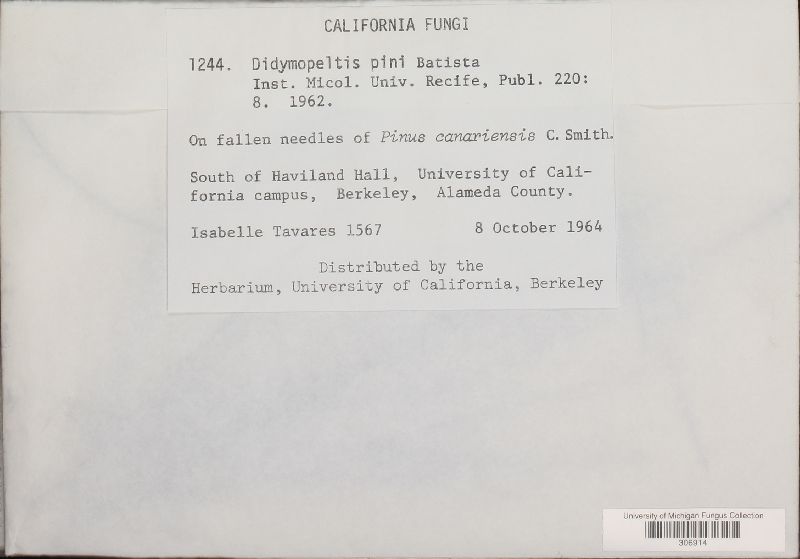 CALIFORNIA FUNGI
1244. Didymopeltis pini Batista
Inst. Micol. Univ. Recife, Publ. 220:
8. 1962.
On fallen needles of Pinus canariensis C. Smith.
South of Haviland Hall, University of Cali-
fornia campus, Berkeley, Alameda County.
Isabelle Tavares 1567 8 October 1964
Distributed by the
Herbarium, University of California, Berkeley
University of Michigan Fungus Collection
306914